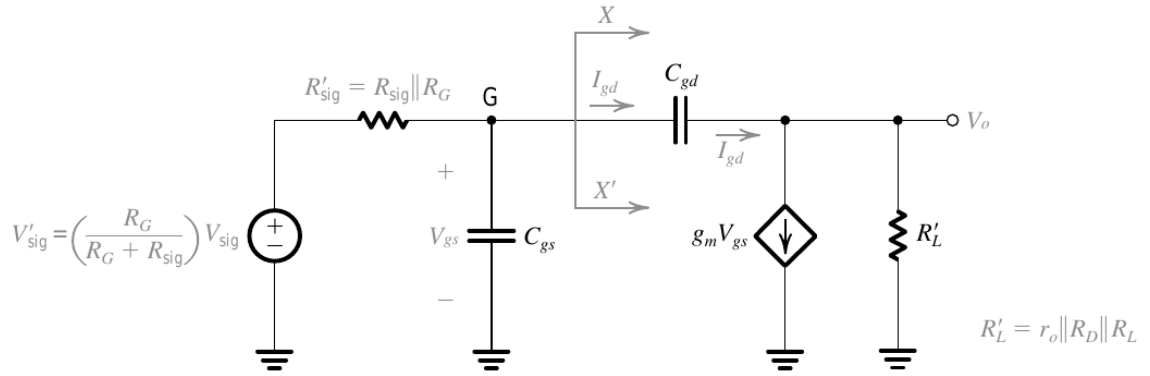 X
R′sig = Rsig‖RG
G
Igd
Cgd
Igd
Vo
X′
+
V′sig = (RG / (RG + Rsig)) Vsig
+
−
Vgs
Cgs
gmVgs
R′L
−
R′L = ro‖RD‖RL